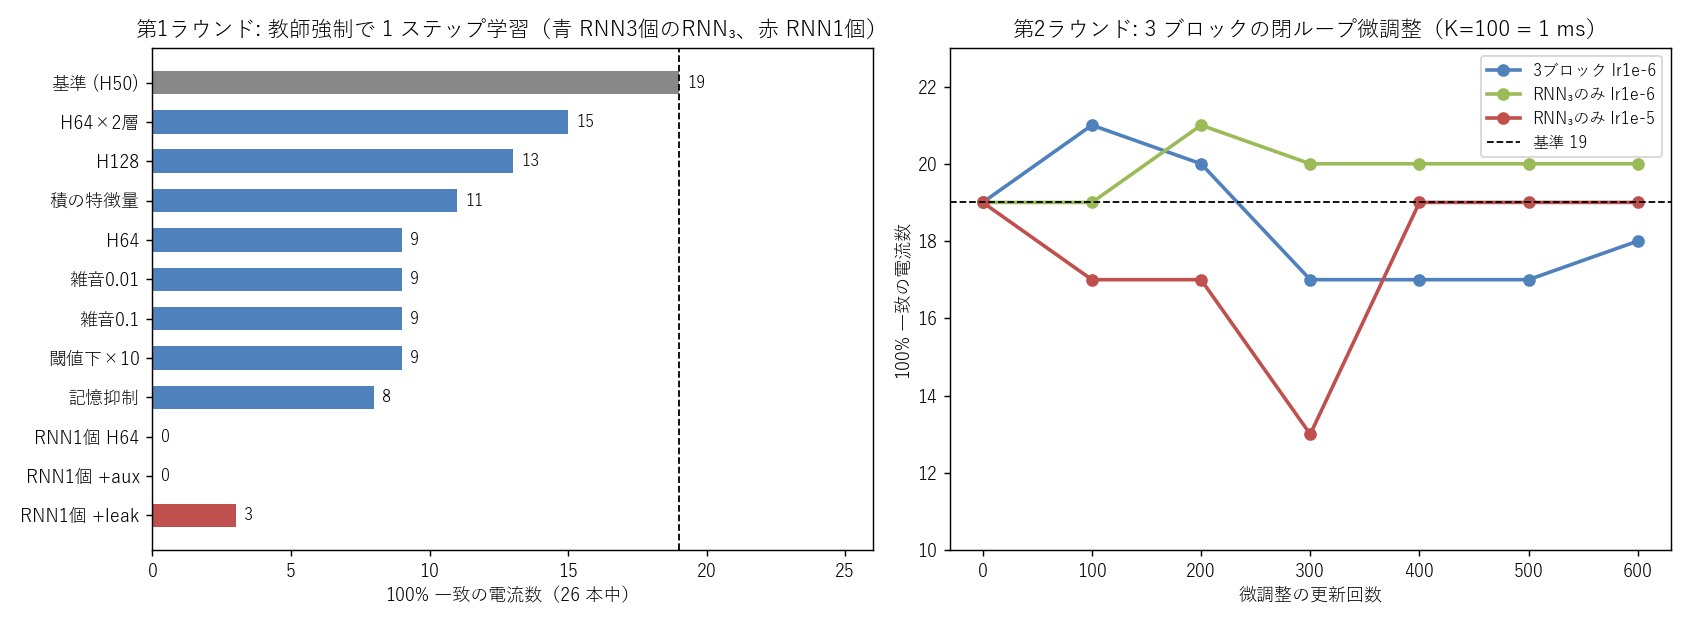 第1ラウンド: 教師強制で 1 ステップ学習（青 RNN3個のRNN₃、赤 RNN1個）
基準 (H50)
19
H64×2層
15
H128
13
積の特徴量
11
H64
9
雑音0.01
9
雑音0.1
9
閾値下×10
9
記憶抑制
8
RNN1個 H64
0
RNN1個 +aux
0
RNN1個 +leak
3
0 5 10 15 20 25
100% 一致の電流数（26 本中）
第2ラウンド: 3 ブロックの閉ループ微調整（K=100 = 1 ms）
3ブロック lr1e-6
RNN₃のみ lr1e-6
RNN₃のみ lr1e-5
基準 19
100% 一致の電流数
22
20
18
16
14
12
10
0 100 200 300 400 500 600
微調整の更新回数